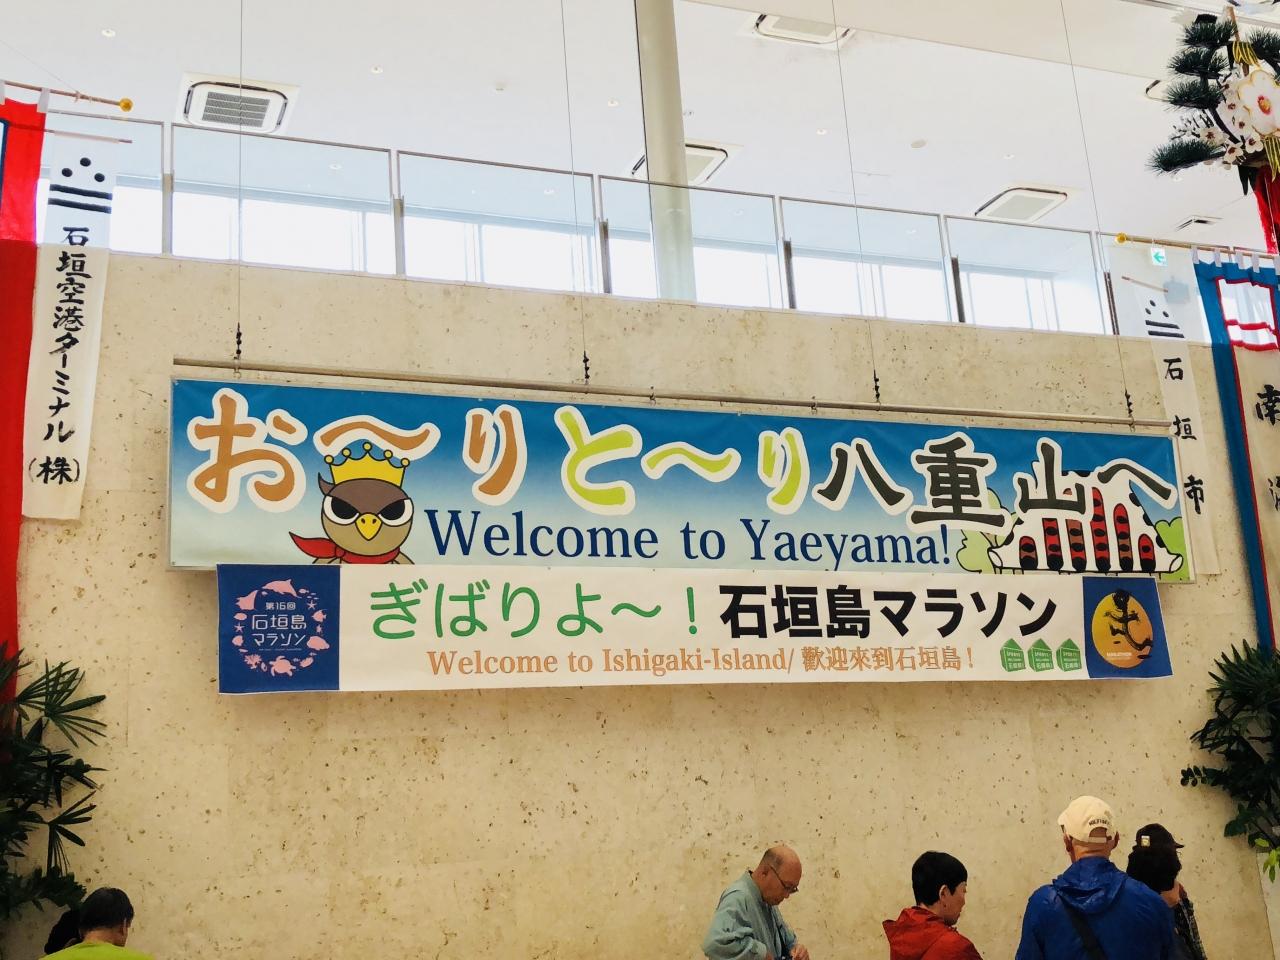 石垣空港ターミナル(株)
お〜りと〜り八重山へ
Welcome to Yaeyama!
石垣市
南
第16回
石垣島
マラソン
ぎばりよ〜!石垣島マラソン
Welcome to Ishigaki-Island/歡迎來到石垣島!